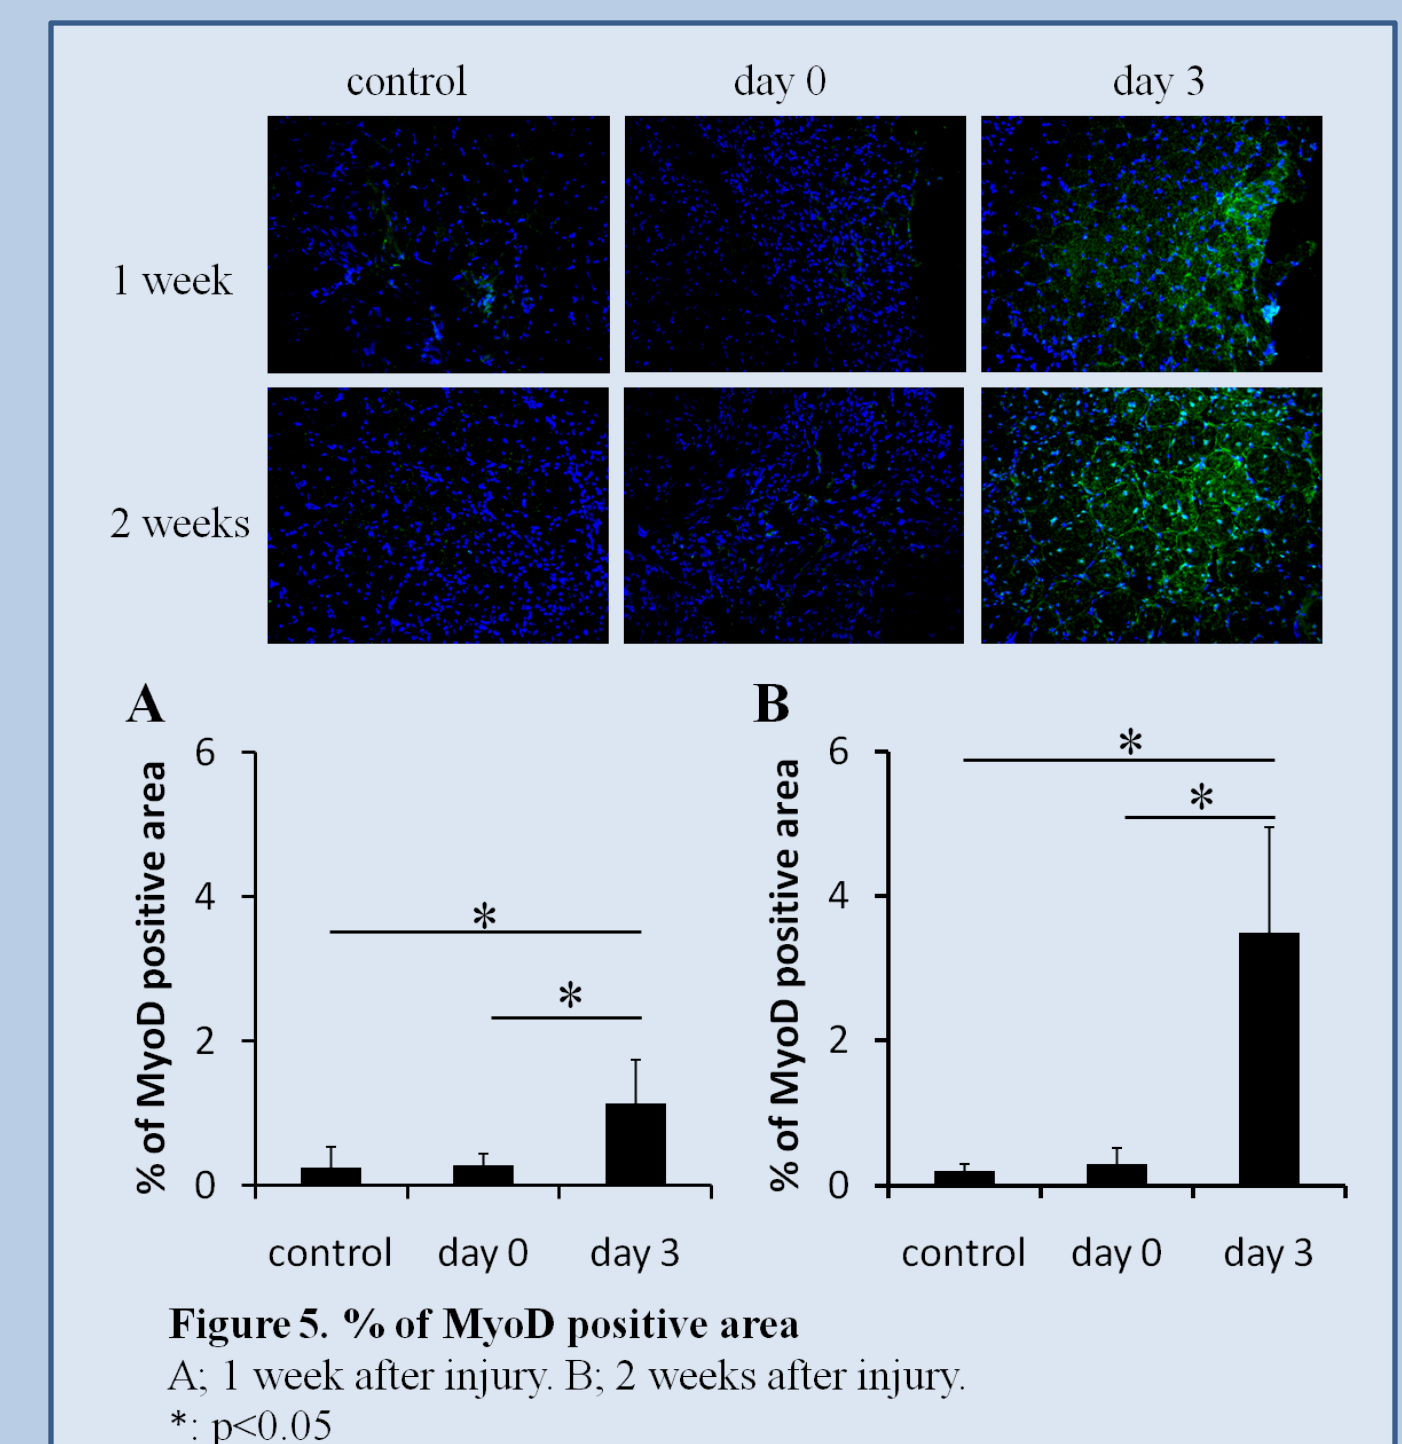 control day 0 day 3
1 week
2 weeks
A
B
% of MyoD positive area
6
4
2
0
*
*
control day 0 day 3
% of MyoD positive area
6
4
2
0
*
*
control day 0 day 3
Figure 5. % of MyoD positive area
A; 1 week after injury. B; 2 weeks after injury.
*: p<0.05